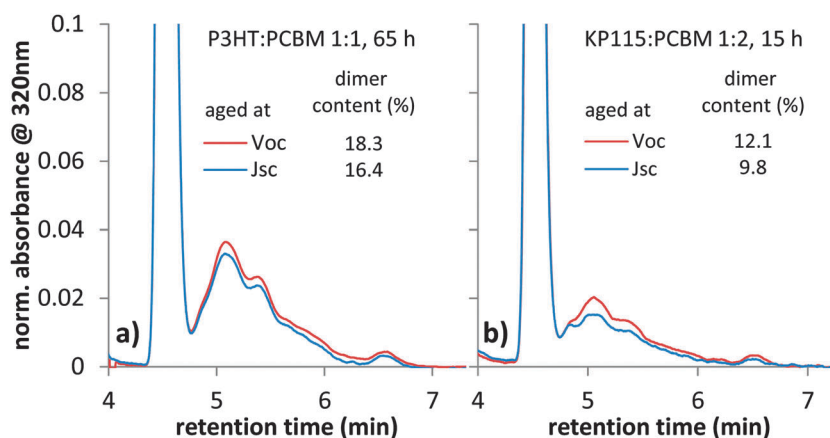 norm. absorbance @ 320nm
0.1
0.08
0.06
0.04
0.02
0
P3HT:PCBM 1:1, 65 h
dimer
aged at content (%)
Voc 18.3
Jsc 16.4
a)
4 5 6 7
retention time (min)
KP115:PCBM 1:2, 15 h
dimer
aged at content (%)
Voc 12.1
Jsc 9.8
b)
4 5 6 7
retention time (min)